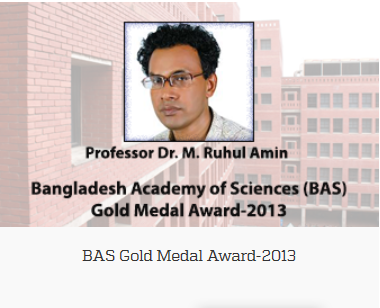 Professor Dr. M. Ruhul Amin
Bangladesh Academy of Sciences (BAS)
Gold Medal Award-2013
BAS Gold Medal Award-2013